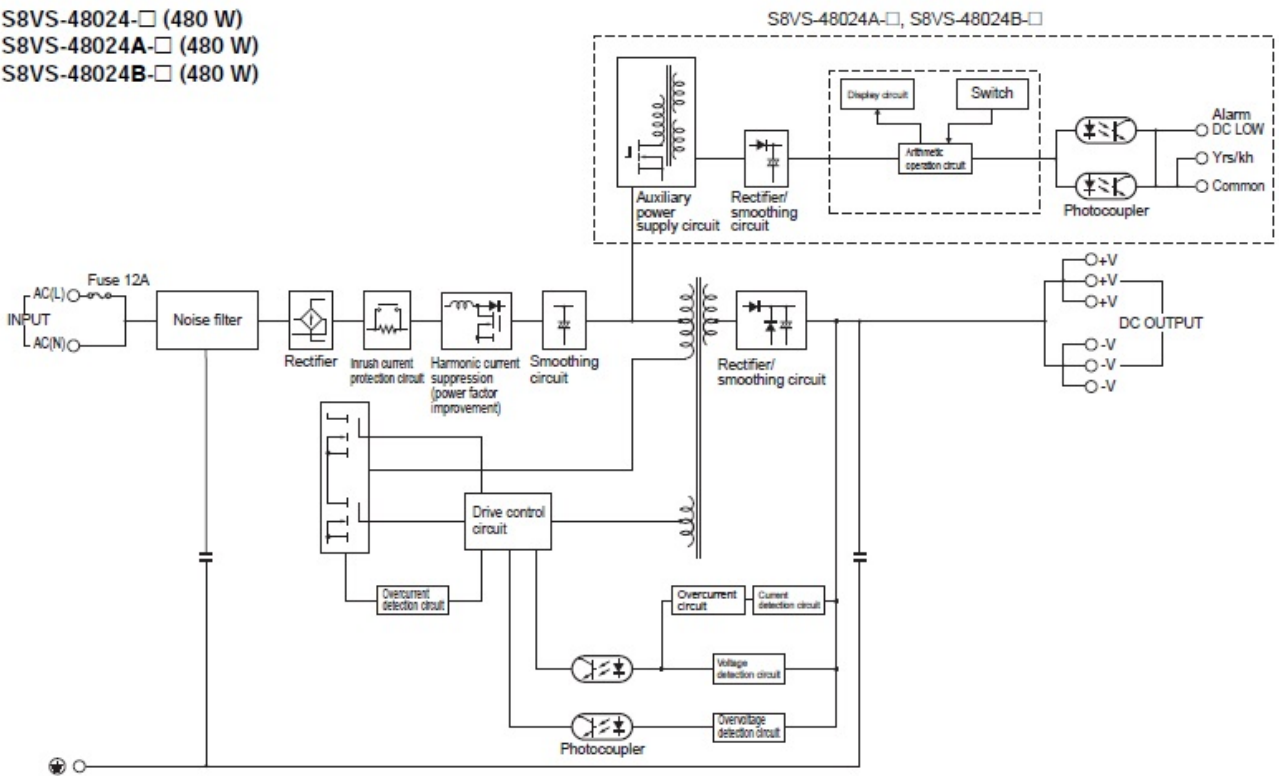 S8VS-48024-□ (480 W)
S8VS-48024A-□ (480 W)
S8VS-48024B-□ (480 W)
S8VS-48024A-□, S8VS-48024B-□
Display circuit
Switch
Arithmetic
operation circuit
Auxiliary
power
supply circuit
Rectifier/
smoothing
circuit
Photocoupler
Alarm
DC LOW
Yrs/kh
Common
INPUT
AC(L)
AC(N)
Fuse 12A
Noise filter
Rectifier
Inrush current
protection circuit
Harmonic current
suppression
(power factor
improvement)
Smoothing
circuit
Rectifier/
smoothing circuit
+V
+V
+V
DC OUTPUT
-V
-V
-V
Drive control
circuit
Overcurrent
detection circuit
Overcurrent
circuit
Current
detection circuit
Voltage
detection circuit
Overvoltage
detection circuit
Photocoupler